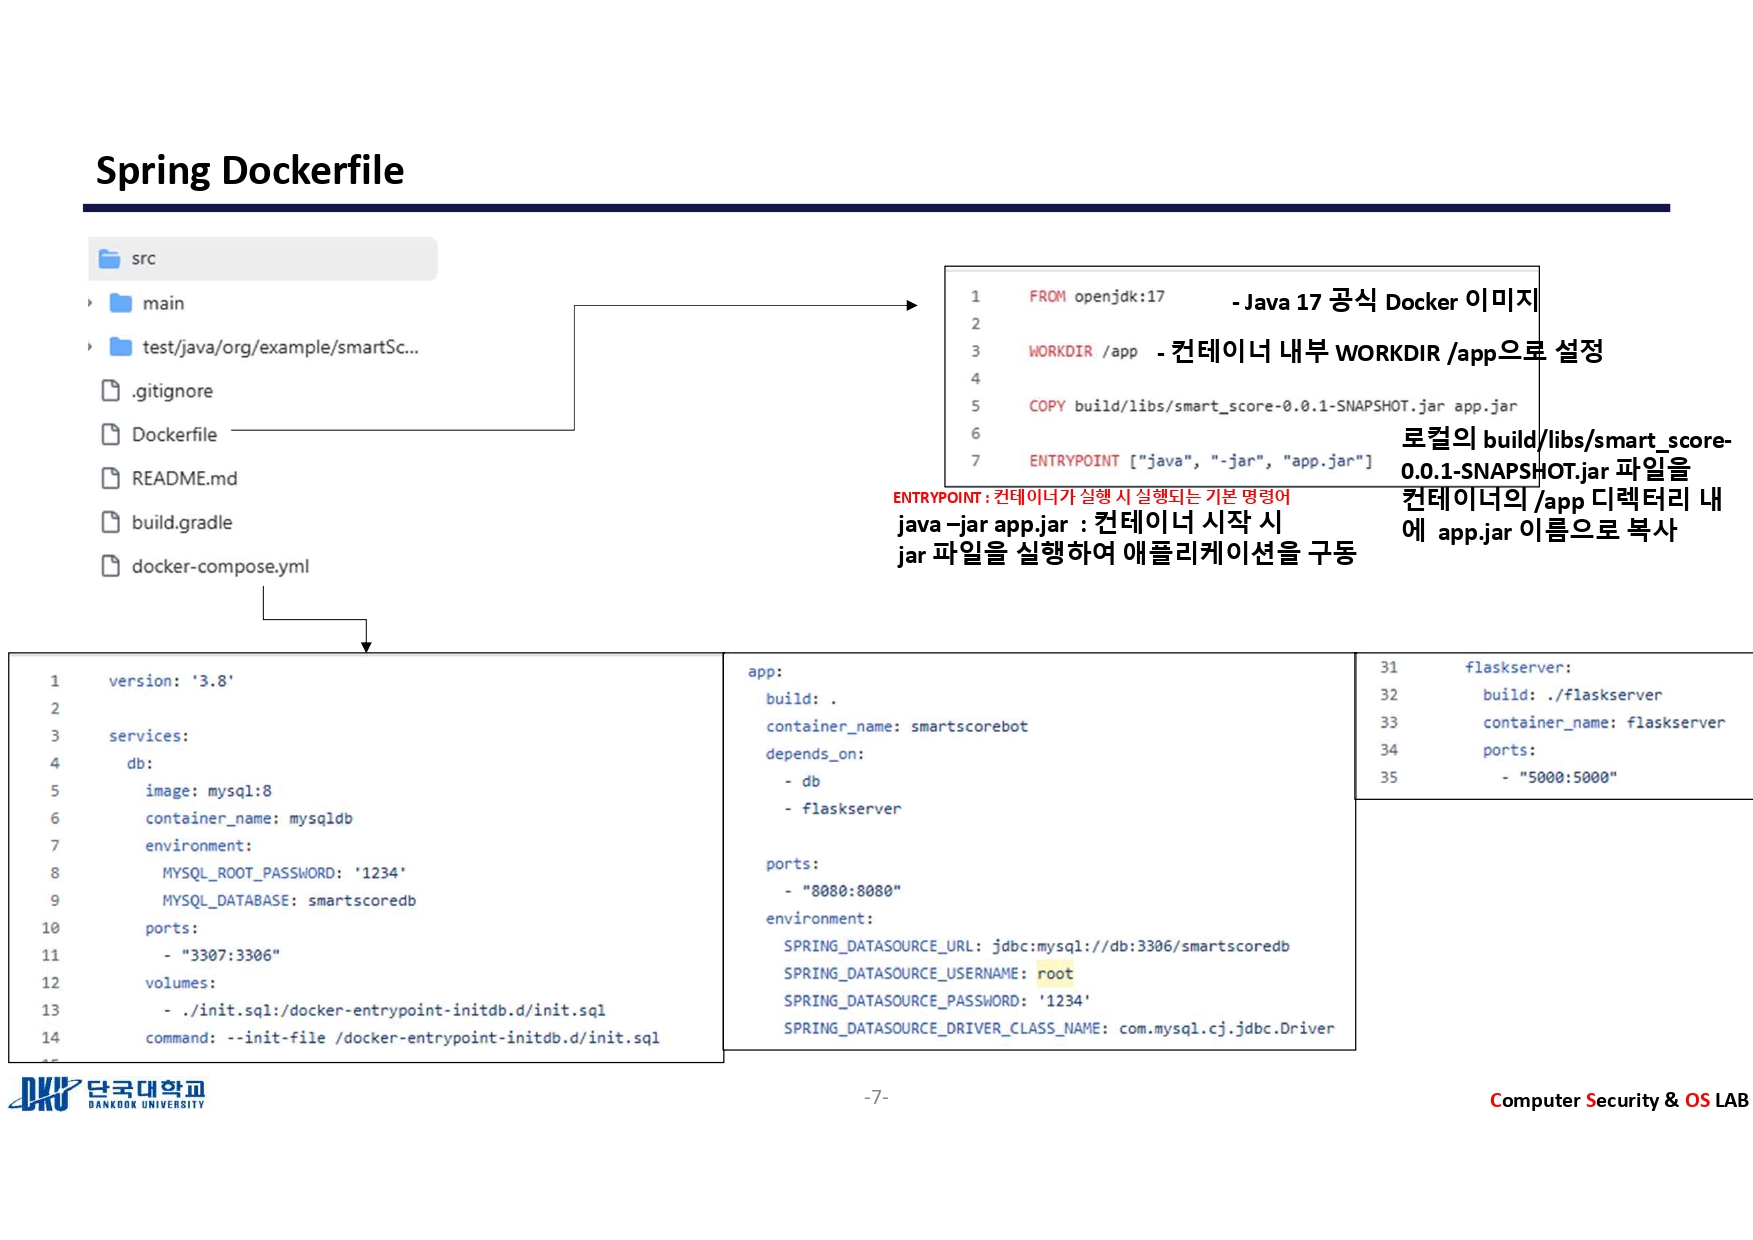 Spring Dockerfile
src
main
test/java/org/example/smartSc...
.gitignore
Dockerfile
README.md
build.gradle
docker-compose.yml
1 FROM openjdk:17
- Java 17 공식 Docker 이미지
2
3 WORKDIR /app
- 컨테이너 내부 WORKDIR /app으로 설정
4
5 COPY build/libs/smart_score-0.0.1-SNAPSHOT.jar app.jar
6
7 ENTRYPOINT ["java", "-jar", "app.jar"]
로컬의 build/libs/smart_score-
0.0.1-SNAPSHOT.jar 파일을
컨테이너의 /app 디렉터리 내
에 app.jar 이름으로 복사
ENTRYPOINT : 컨테이너가 실행 시 실행되는 기본 명령어
java –jar app.jar : 컨테이너 시작 시
jar 파일을 실행하여 애플리케이션을 구동
1 version: '3.8'
2
3 services:
4 db:
5 image: mysql:8
6 container_name: mysqldb
7 environment:
8 MYSQL_ROOT_PASSWORD: '1234'
9 MYSQL_DATABASE: smartscoredb
10 ports:
11 - "3307:3306"
12 volumes:
13 - ./init.sql:/docker-entrypoint-initdb.d/init.sql
14 command: --init-file /docker-entrypoint-initdb.d/init.sql
app:
build: .
container_name: smartscorebot
depends_on:
- db
- flaskserver
ports:
- "8080:8080"
environment:
SPRING_DATASOURCE_URL: jdbc:mysql://db:3306/smartscoredb
SPRING_DATASOURCE_USERNAME: root
SPRING_DATASOURCE_PASSWORD: '1234'
SPRING_DATASOURCE_DRIVER_CLASS_NAME: com.mysql.cj.jdbc.Driver
31 flaskserver:
32 build: ./flaskserver
33 container_name: flaskserver
34 ports:
35 - "5000:5000"
DKU 단국대학교
DANKOOK UNIVERSITY
-7-
Computer Security & OS LAB